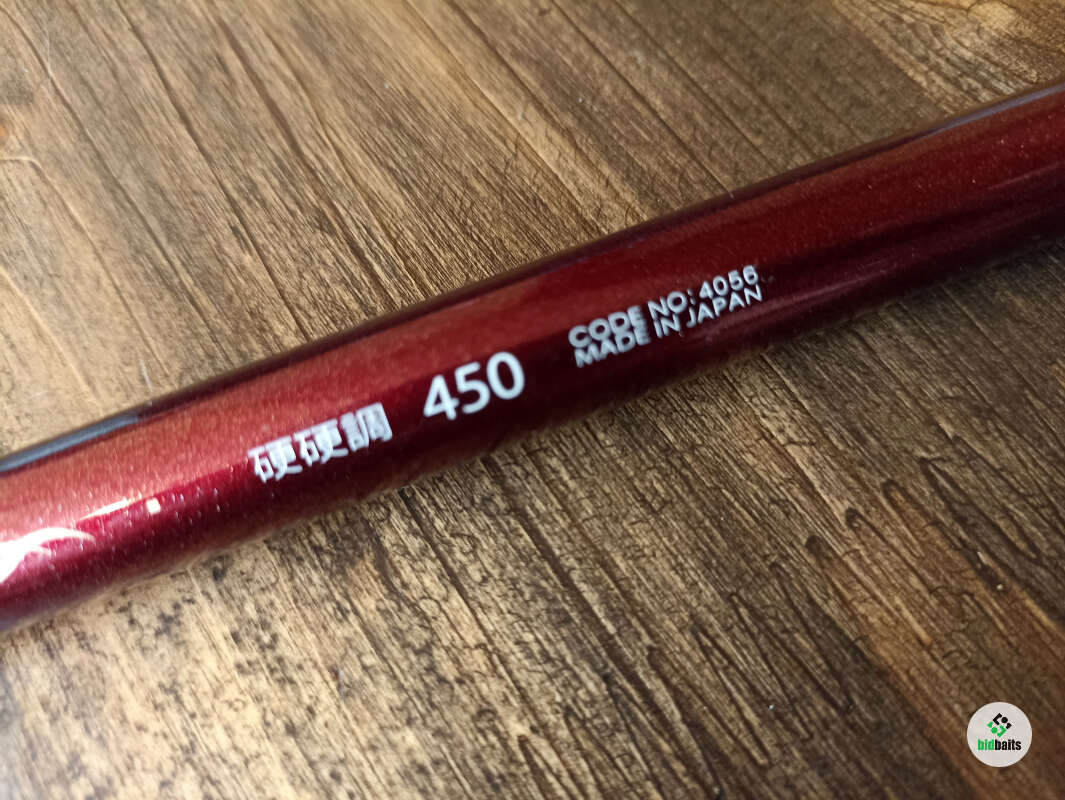 硬硬調 450
CODE NO: 4056
MADE IN JAPAN
bidbaits